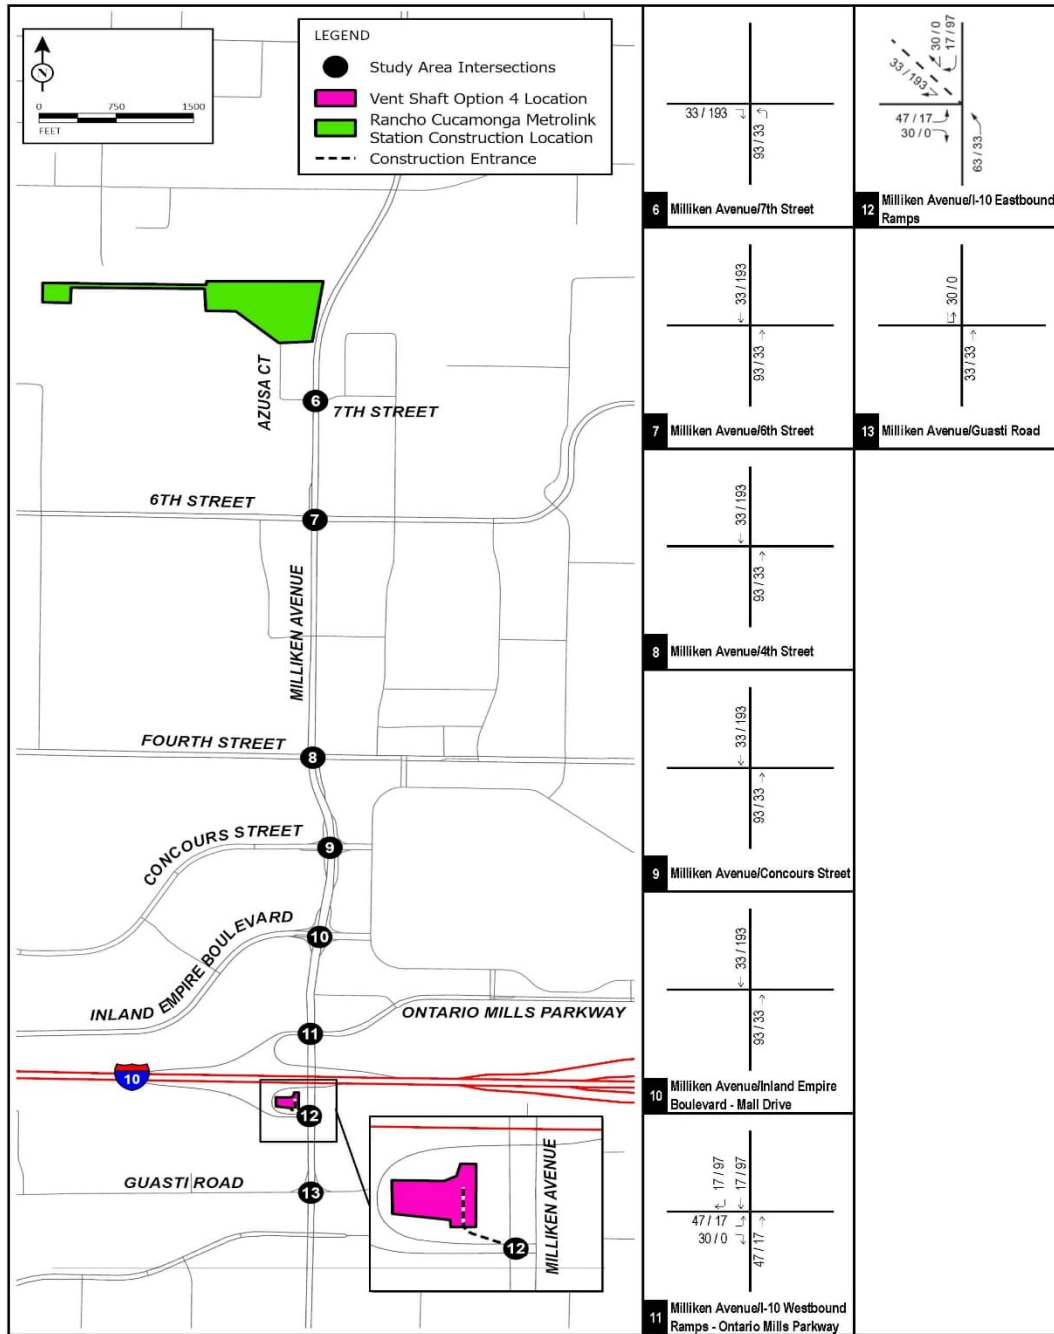 N
0 750 1500
FEET
LEGEND
Study Area Intersections
Vent Shaft Option 4 Location
Rancho Cucamonga Metrolink
Station Construction Location
Construction Entrance
AZUSA CT
6
7TH STREET
6TH STREET
7
MILLIKEN AVENUE
FOURTH STREET
8
CONCOURS STREET
9
INLAND EMPIRE BOULEVARD
10
ONTARIO MILLS PARKWAY
11
10
12
GUASTI ROAD
13
MILLIKEN AVENUE
12
33 / 193
93 / 33
6 Milliken Avenue/7th Street
33 / 193
93 / 33
7 Milliken Avenue/6th Street
33 / 193
93 / 33
8 Milliken Avenue/4th Street
33 / 193
93 / 33
9 Milliken Avenue/Concours Street
33 / 193
93 / 33
10 Milliken Avenue/Inland Empire
Boulevard - Mall Drive
17 / 97
17 / 97
47 / 17
30 / 0
47 / 17
11 Milliken Avenue/I-10 Westbound
Ramps - Ontario Mills Parkway
30 / 0
17 / 97
33 / 193
47 / 17
30 / 0
63 / 33
12 Milliken Avenue/I-10 Eastbound
Ramps
30 / 0
33 / 33
13 Milliken Avenue/Guasti Road